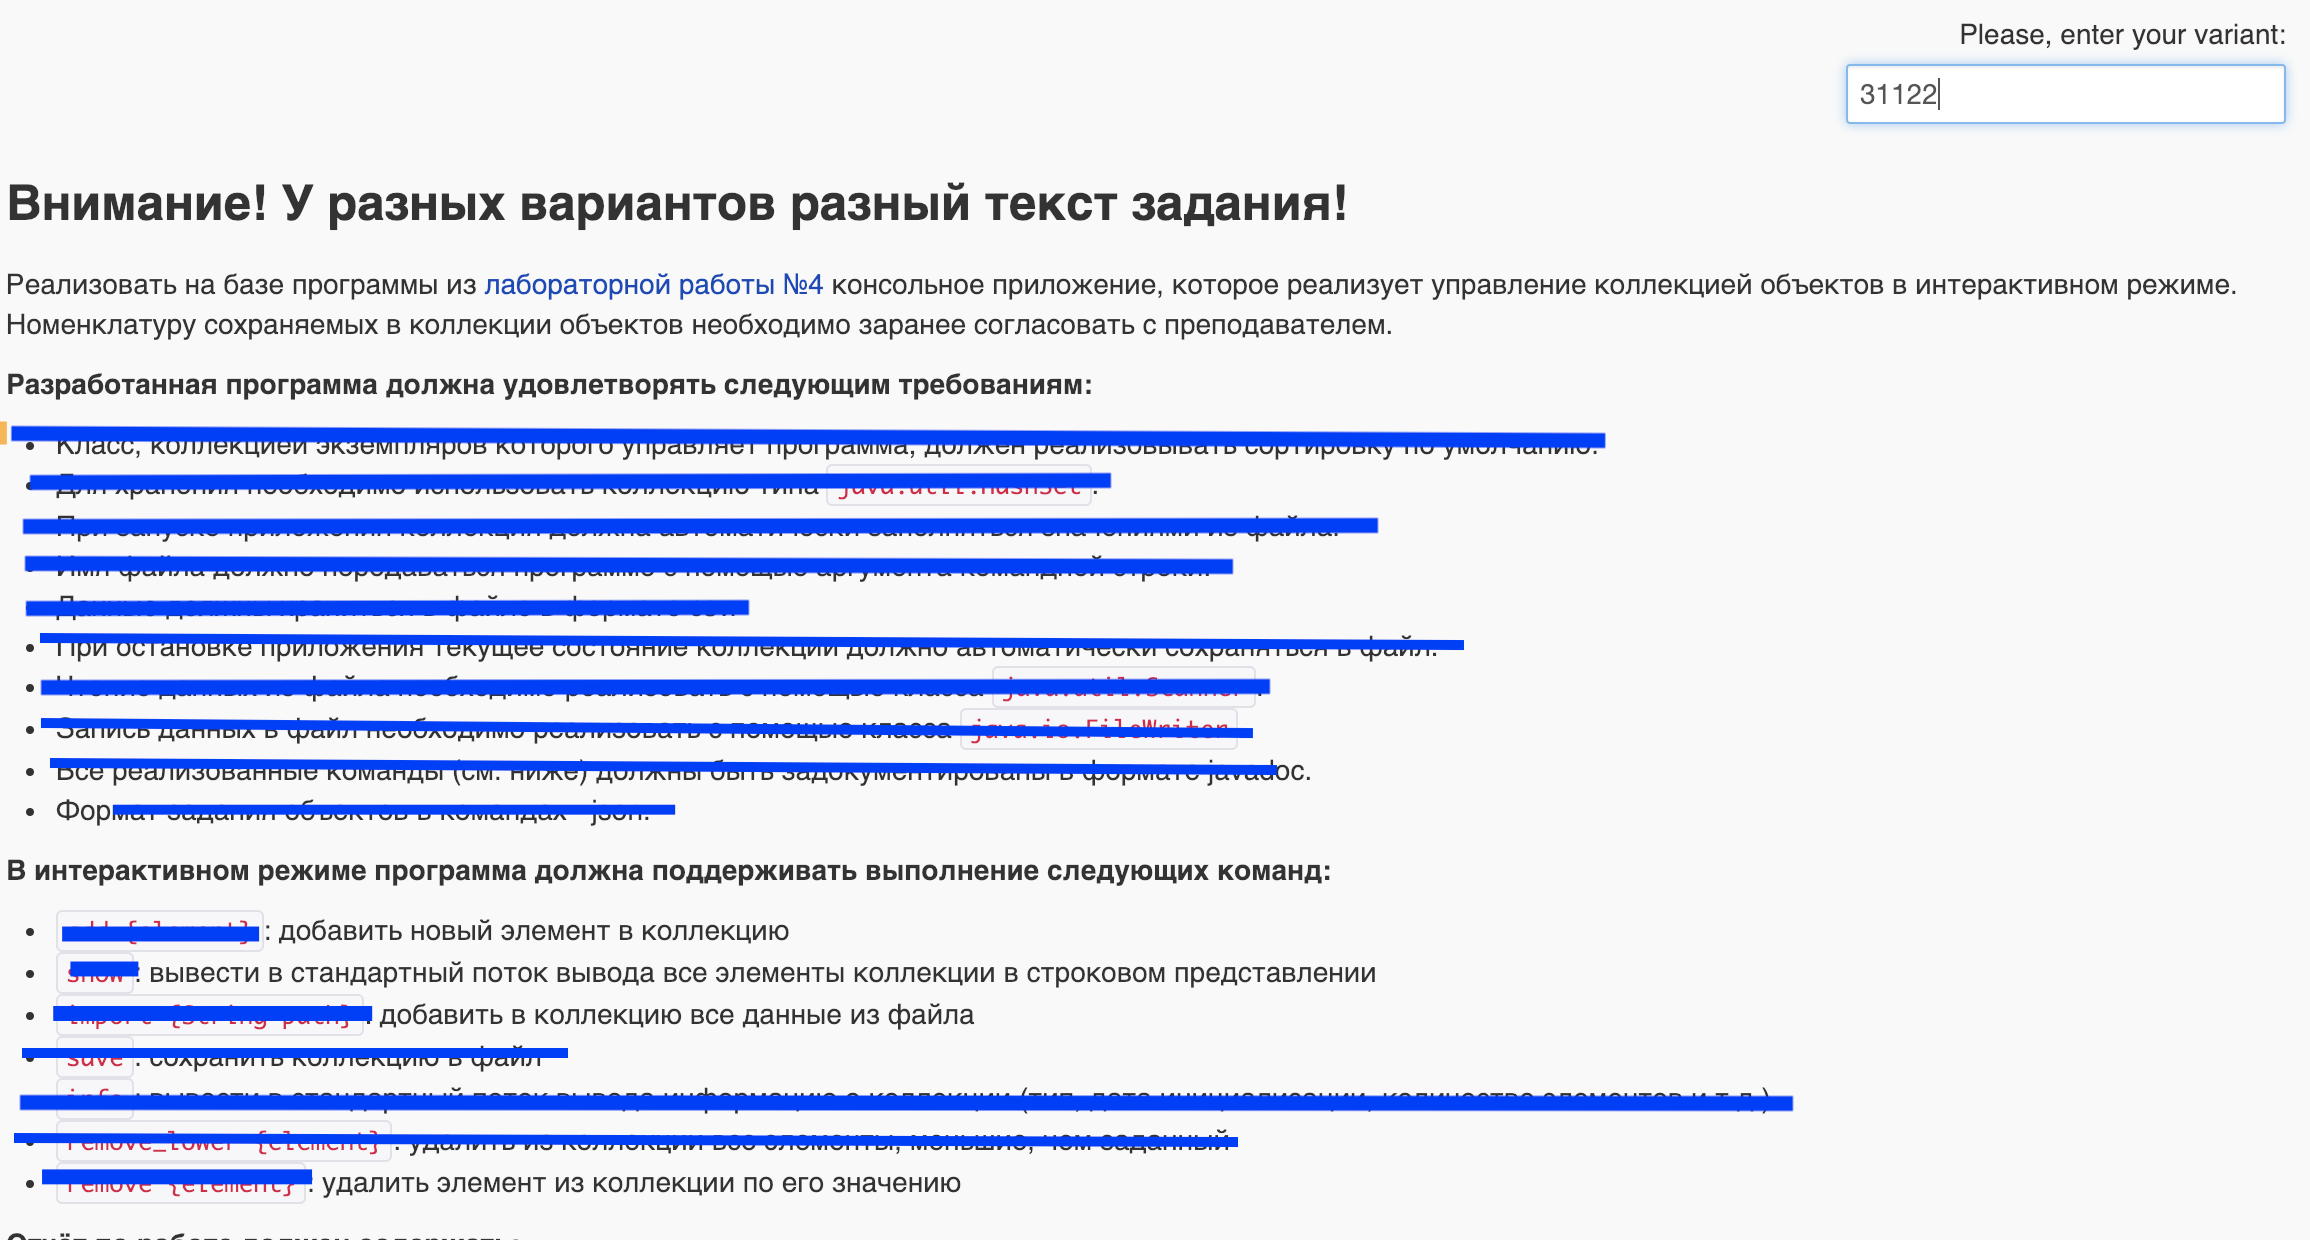 Please, enter your variant:
31122
Внимание! У разных вариантов разный текст задания!
Реализовать на базе программы из лабораторной работы №4 консольное приложение, которое реализует управление коллекцией объектов в интерактивном режиме.
Номенклатуру сохраняемых в коллекции объектов необходимо заранее согласовать с преподавателем.
Разработанная программа должна удовлетворять следующим требованиям:
Класс, коллекцией экземпляров которого управляет программа, должен реализовывать сортировку по умолчанию.
Для хранения необходимо использовать коллекцию типа java.util.HashSet.
При запуске приложения коллекция должна автоматически заполняться значениями из файла.
Имя файла должно передаваться программе с помощью аргумента командной строки.
Данные должны храниться в файле в формате
При остановке приложения текущее состояние коллекции должно автоматически сохраняться в файл.
Чтение данных из файла необходимо реализовать с помощью класса java.util.Scanner.
Запись данных в файл необходимо реализовать с помощью класса java.io.FileWriter
Все реализованные команды (см. ниже) должны быть задокументированы в формате javadoc.
Формат задания объектов в командах - json.
В интерактивном режиме программа должна поддерживать выполнение следующих команд:
add {element} : добавить новый элемент в коллекцию
show : вывести в стандартный поток вывода все элементы коллекции в строковом представлении
import {String path} : добавить в коллекцию все данные из файла
save : сохранить коллекцию в файл
info : вывести в стандартный поток вывода информацию о коллекции (тип, дата инициализации, количество элементов и т.д.)
remove_lower {element} : удалить из коллекции все элементы, меньшие, чем заданный
remove {element} : удалить элемент из коллекции по его значению
Отчёт по работе должен содержать: